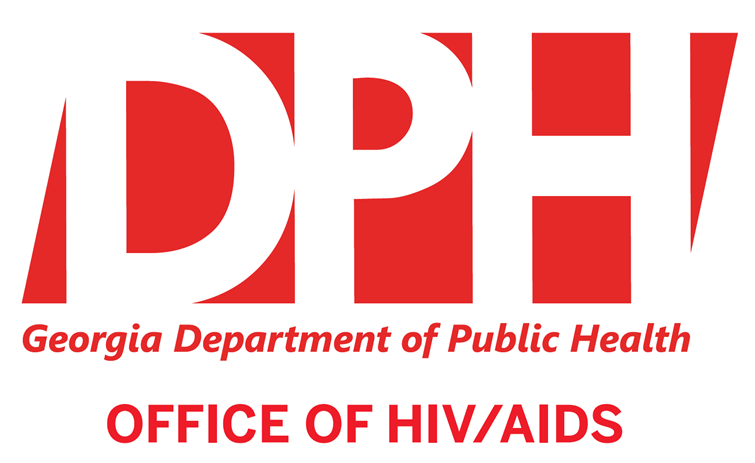 DPH
Georgia Department of Public Health
OFFICE OF HIV/AIDS